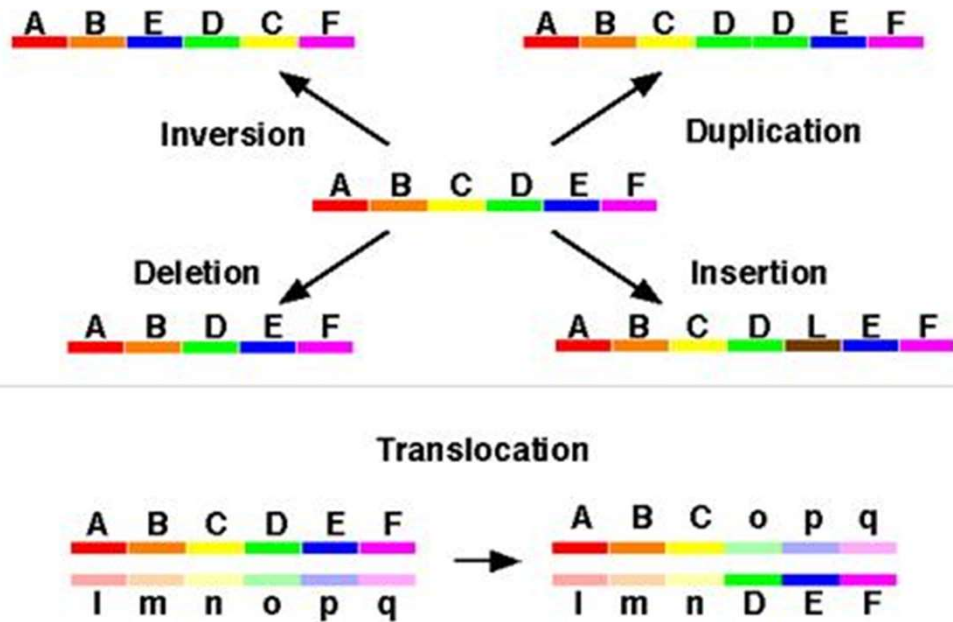 A B E D C F
A B C D D E F
Inversion
Duplication
A B C D E F
Deletion
Insertion
A B D E F
A B C D L E F
Translocation
A B C D E F
A B C o p q
l m n o p q
l m n D E F